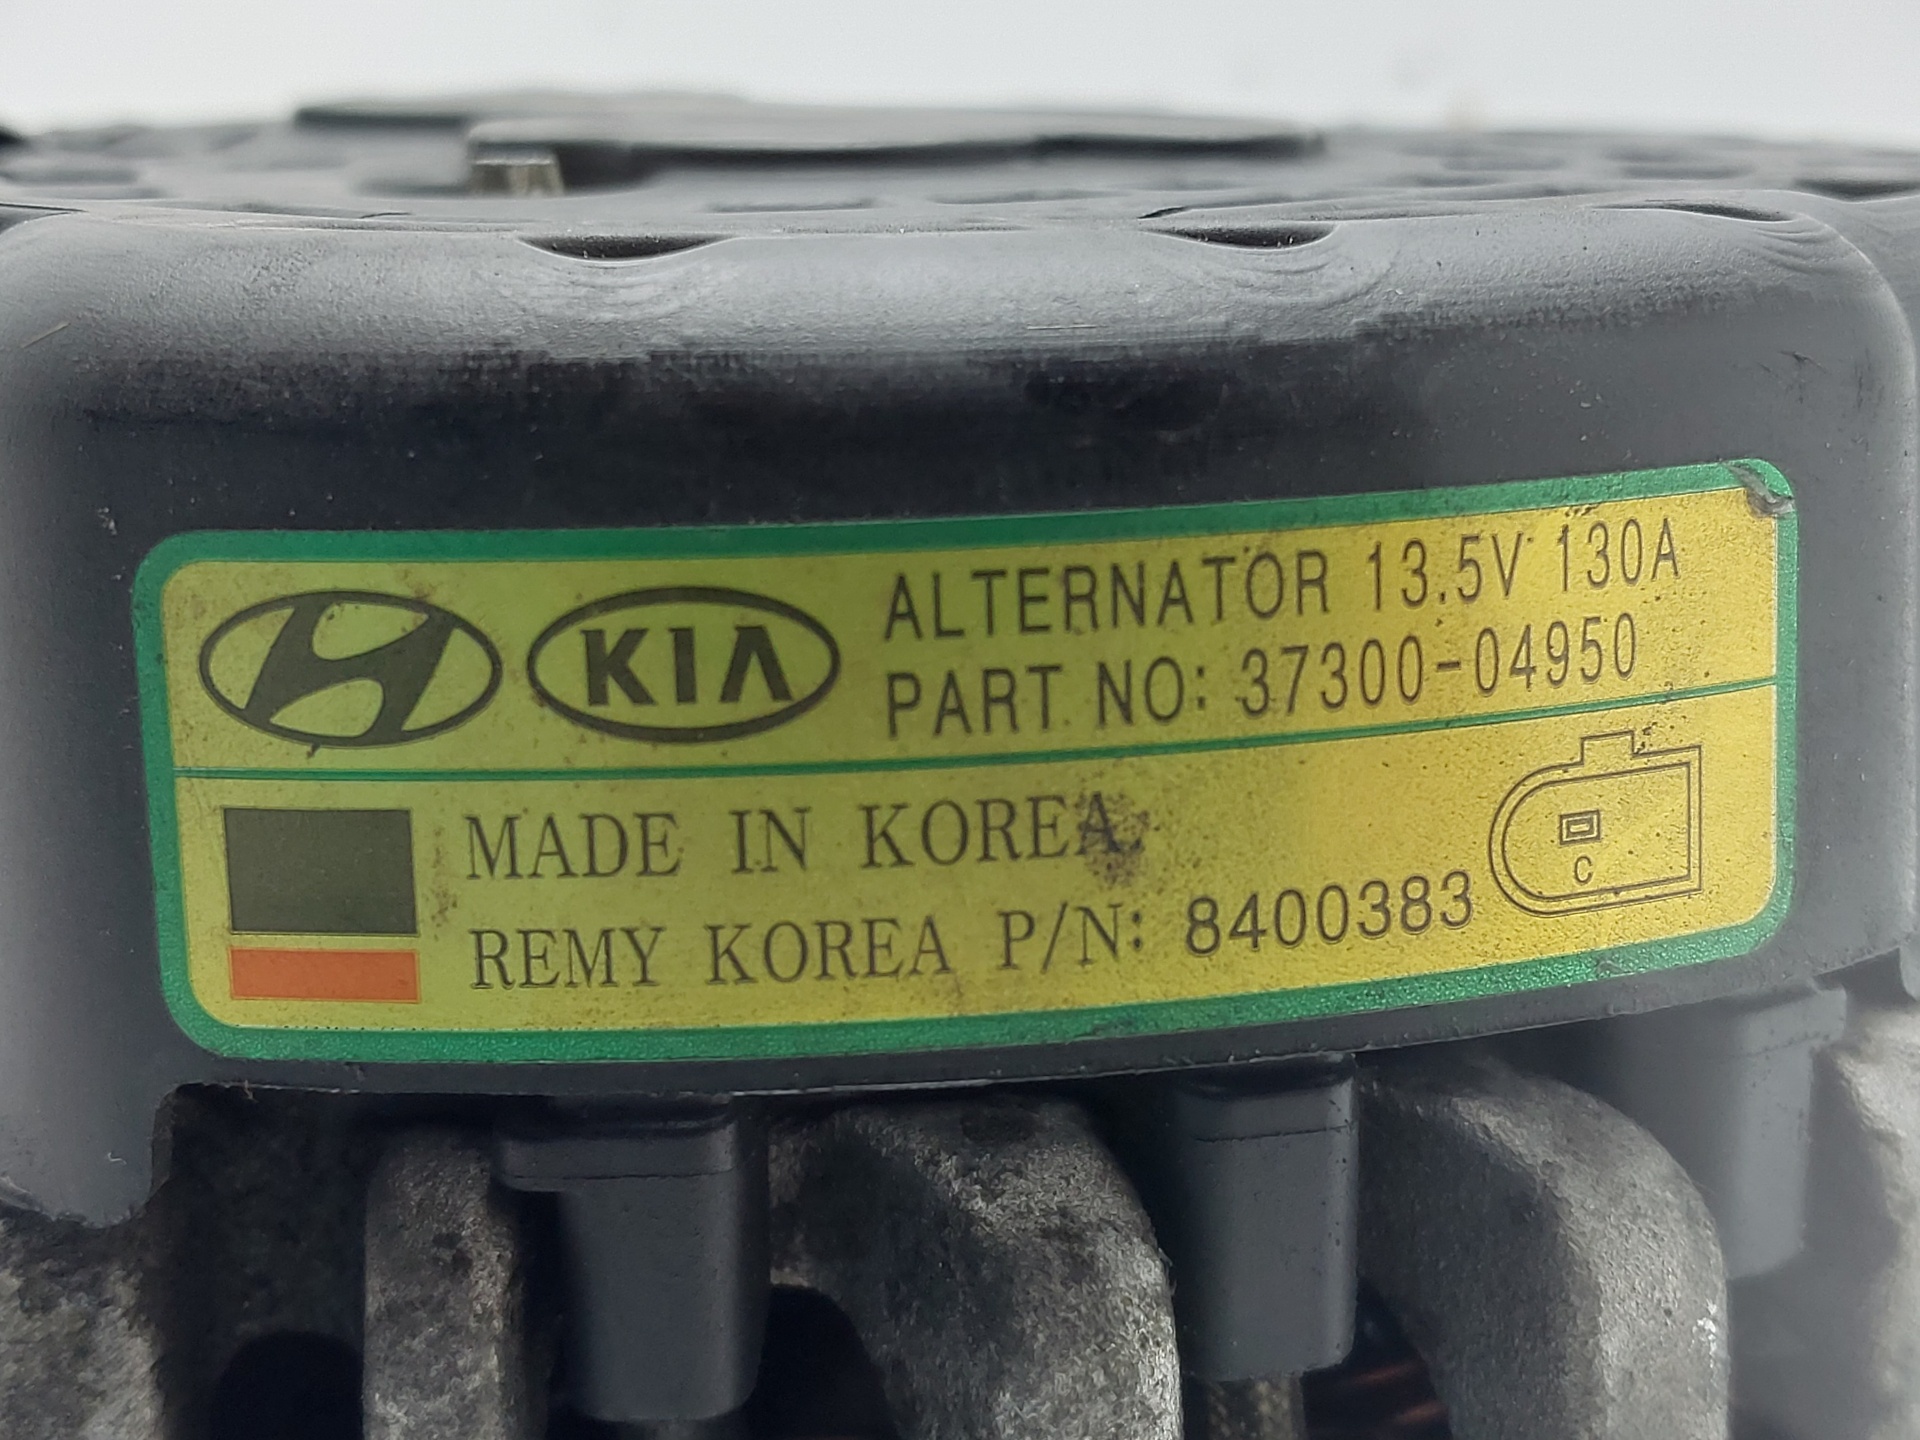 KIA
ALTERNATOR 13.5V 130A
PART NO: 37300-04950
MADE IN KOREA
REMY KOREA P/N: 8400383
C